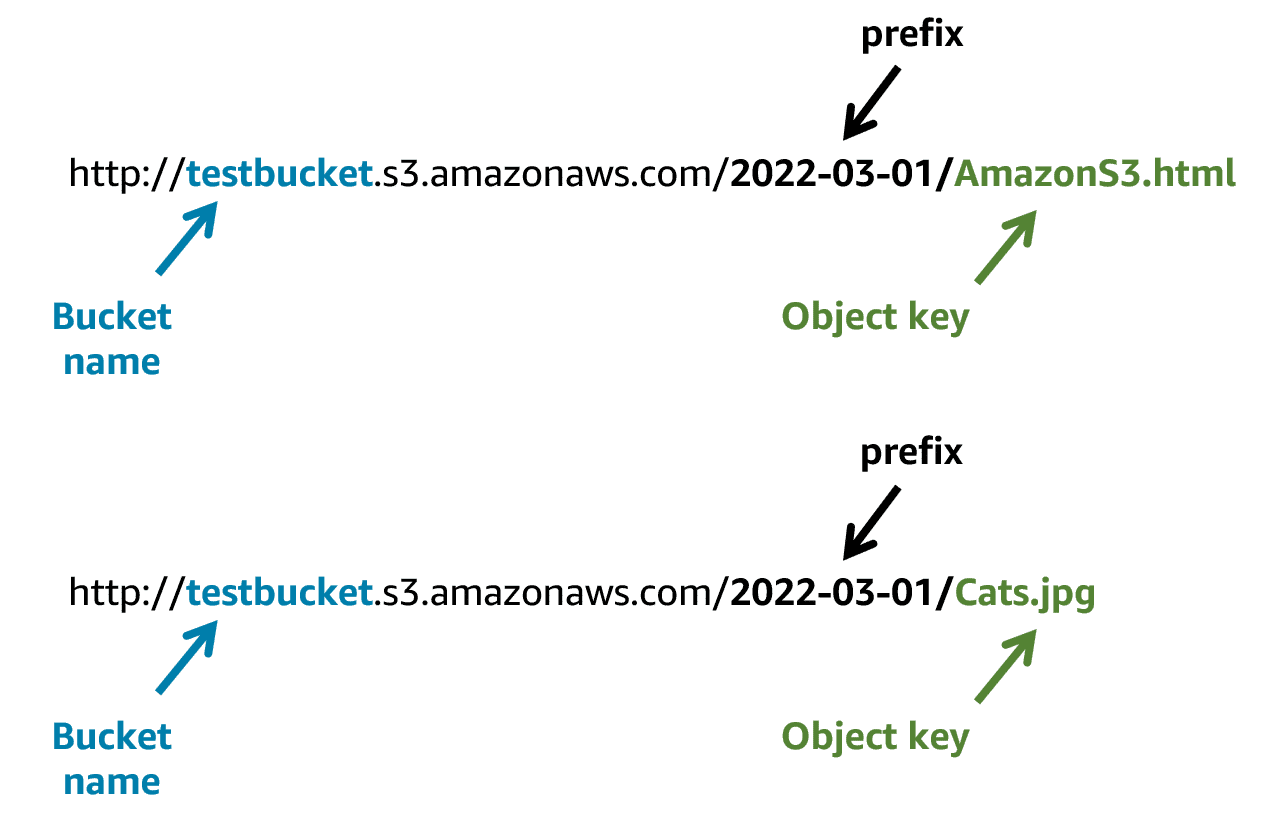 prefix
http://testbucket.s3.amazonaws.com/2022-03-01/AmazonS3.html
Bucket
name
Object key
prefix
http://testbucket.s3.amazonaws.com/2022-03-01/Cats.jpg
Bucket
name
Object key